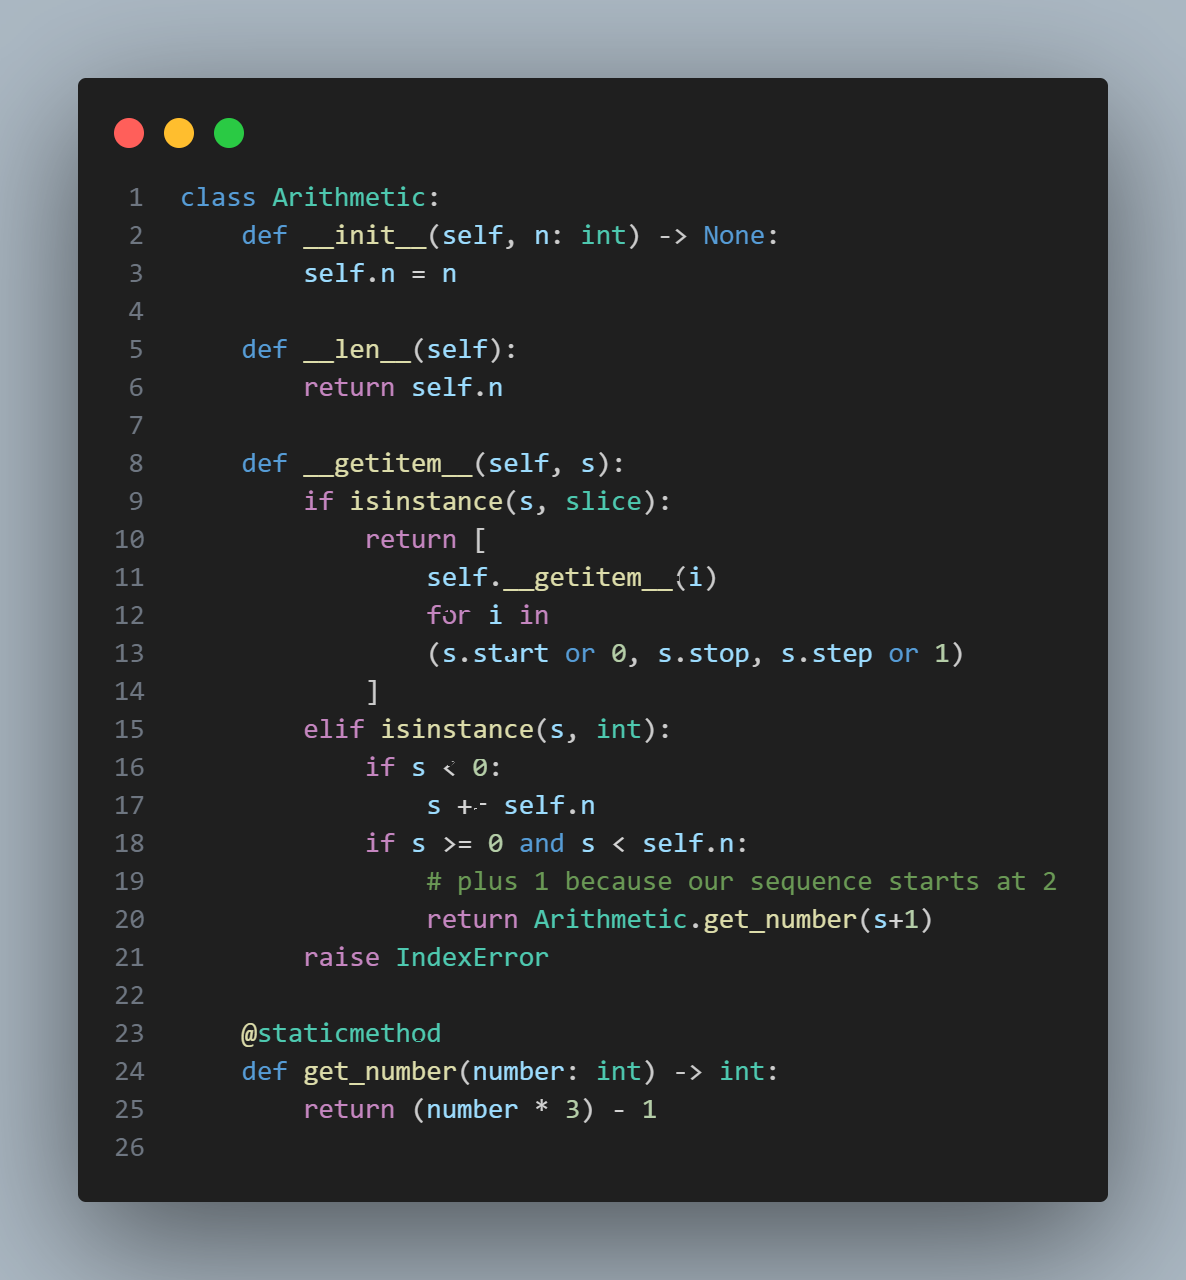 1 class Arithmetic:
2     def __init__(self, n: int) -> None:
3         self.n = n
4
5     def __len__(self):
6         return self.n
7
8     def __getitem__(self, s):
9         if isinstance(s, slice):
10             return [
11                 self.__getitem__(i)
12                 for i in
13                 (s.start or 0, s.stop, s.step or 1)
14             ]
15         elif isinstance(s, int):
16             if s < 0:
17                 s += self.n
18             if s >= 0 and s < self.n:
19                 # plus 1 because our sequence starts at 2
20                 return Arithmetic.get_number(s+1)
21         raise IndexError
22
23     @staticmethod
24     def get_number(number: int) -> int:
25         return (number * 3) - 1
26